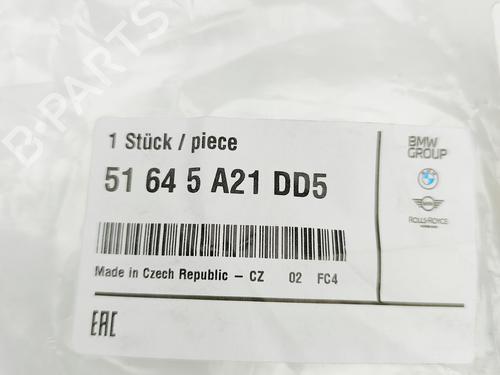 B-PARTS
1 Stück / piece
51 64 5 A21 DD5
Made in Czech Republic – CZ 02 FC4
EAC
BMW
GROUP
ROLLS-ROYCE